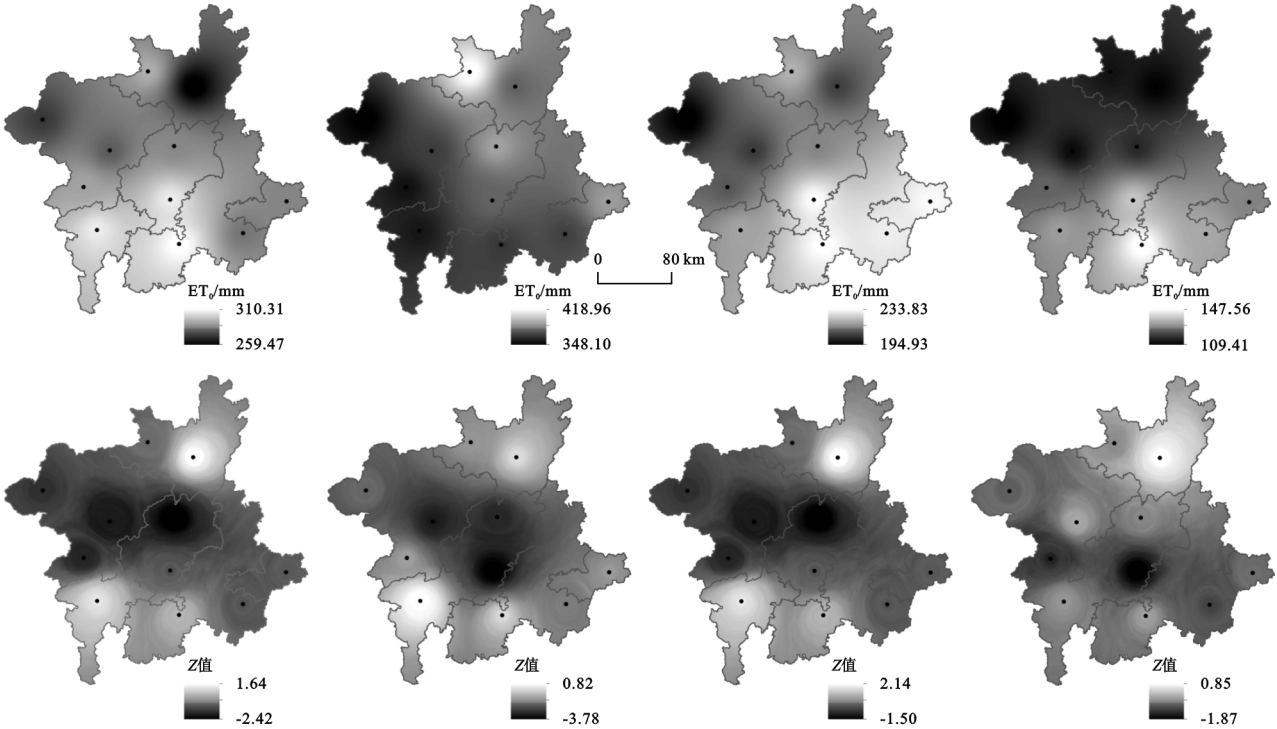 0 80 km
ET₀/mm ET₀/mm ET₀/mm ET₀/mm
310.31 418.96 233.83 147.56
259.47 348.10 194.93 109.41
Z值 Z值 Z值 Z值
1.64 0.82 2.14 0.85
-2.42 -3.78 -1.50 -1.87